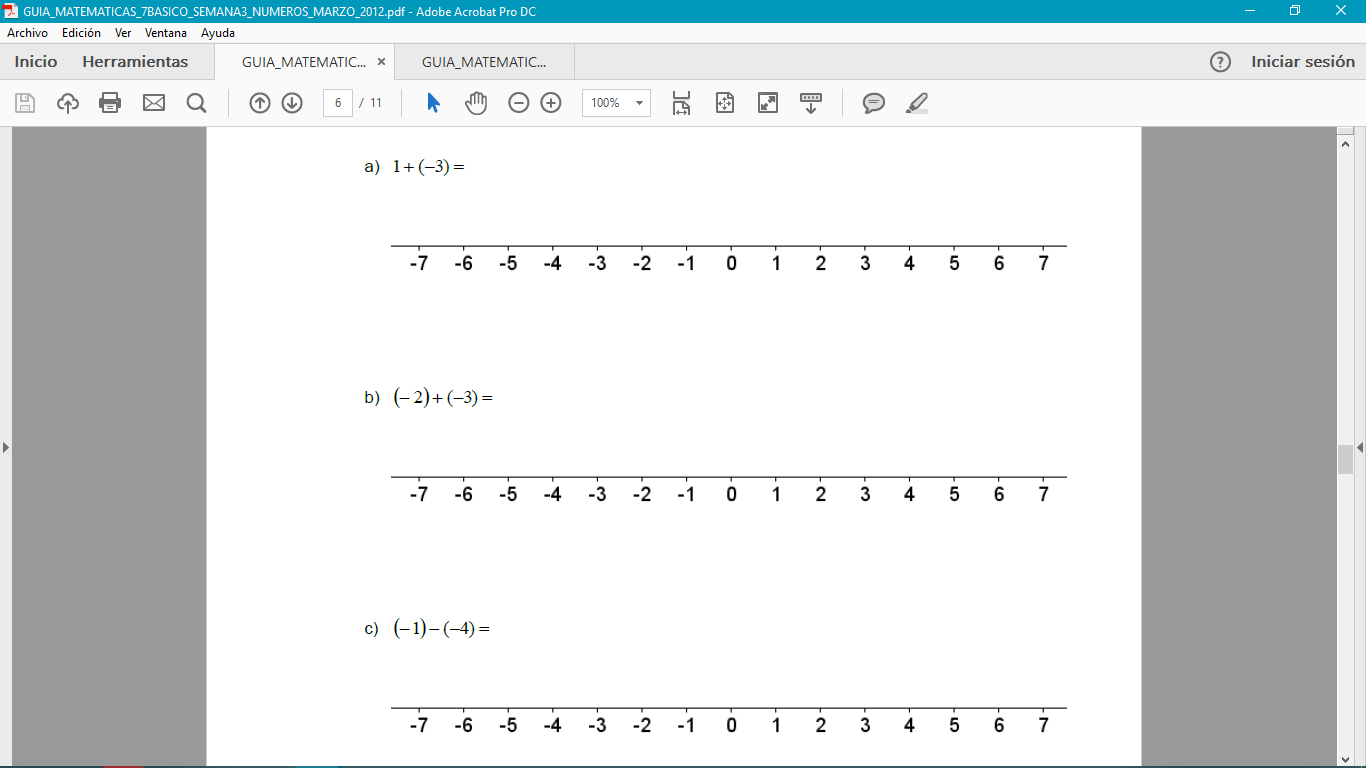 GUIA_MATEMATICAS_7BASICO_SEMANA3_NUMEROS_MARZO_2012.pdf - Adobe Acrobat Pro DC
Archivo Edición Ver Ventana Ayuda
Inicio Herramientas GUIA_MATEMATIC... × GUIA_MATEMATIC... ? Iniciar sesión
6 / 11 100%
a) 1 + (−3) =
-7 -6 -5 -4 -3 -2 -1 0 1 2 3 4 5 6 7
b) (− 2) + (−3) =
-7 -6 -5 -4 -3 -2 -1 0 1 2 3 4 5 6 7
c) (− 1) − (−4) =
-7 -6 -5 -4 -3 -2 -1 0 1 2 3 4 5 6 7